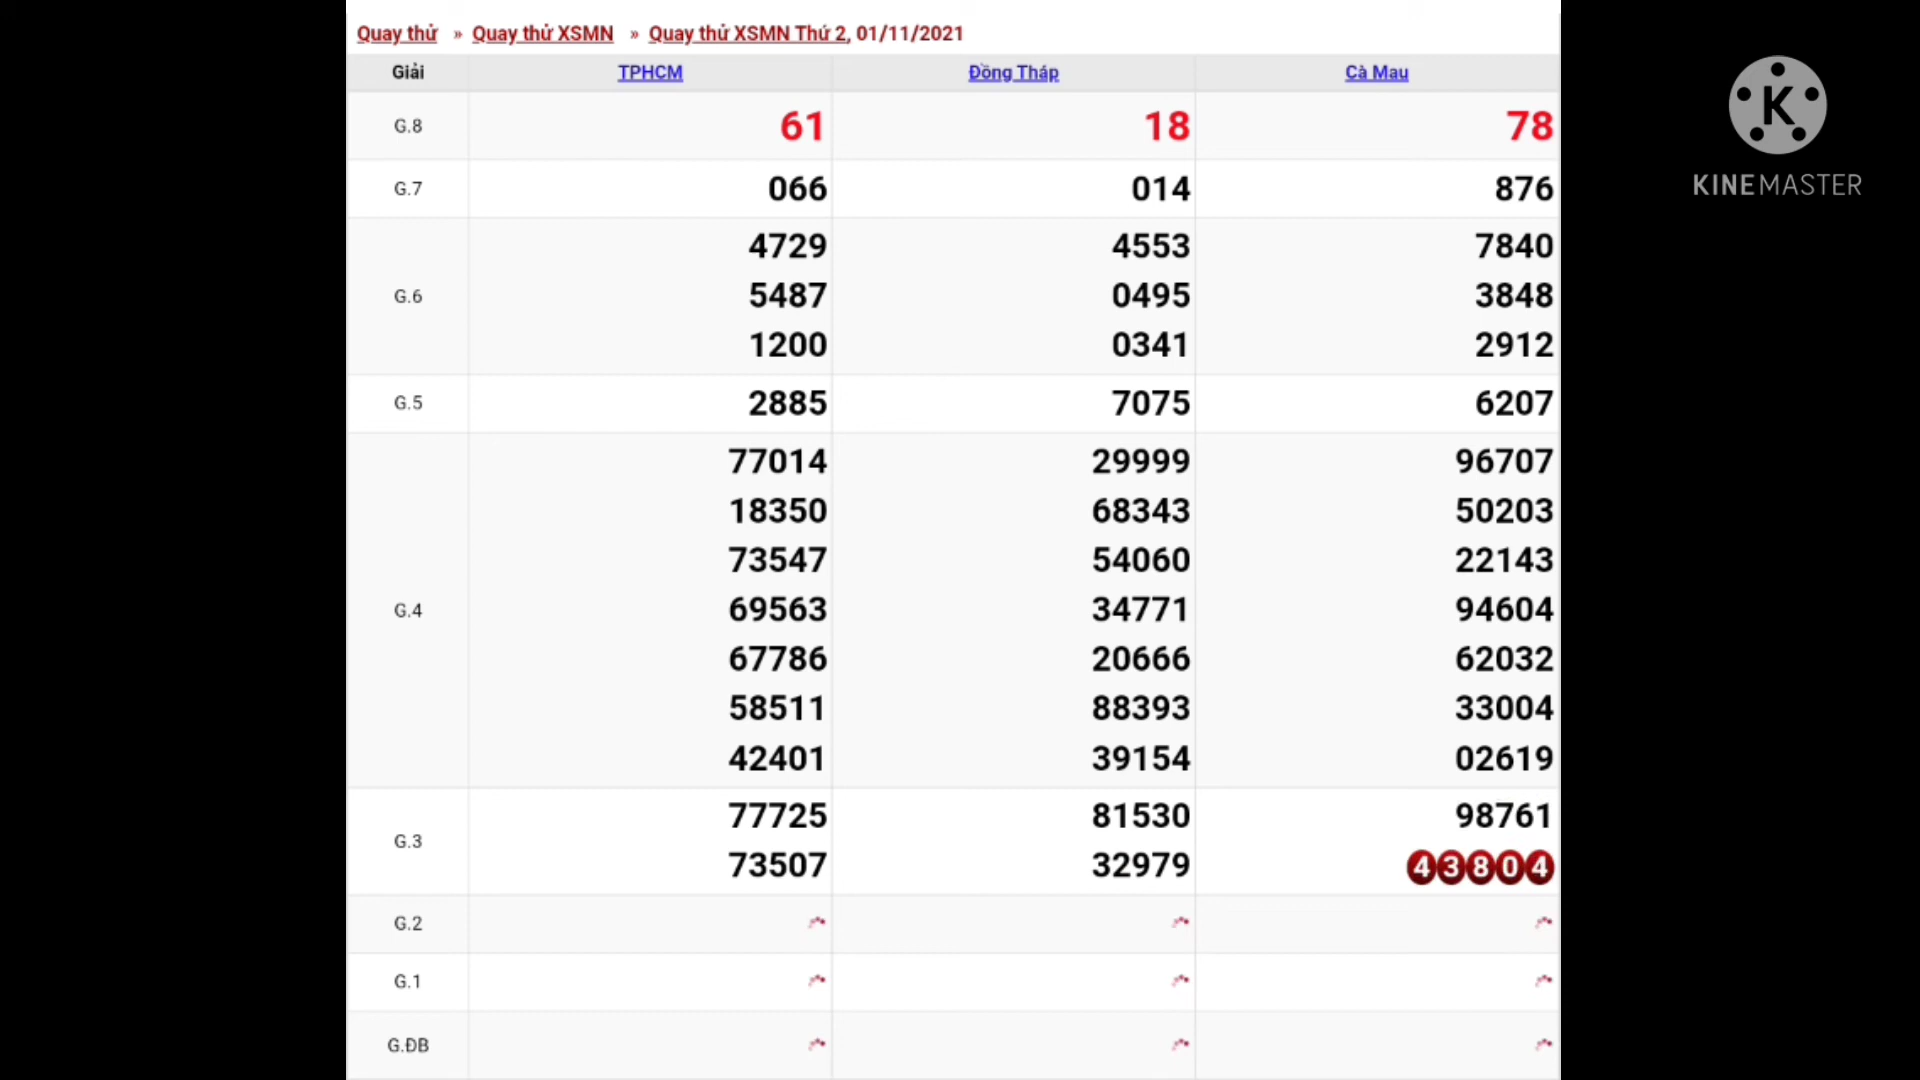 Quay thử » Quay thử XSMN » Quay thử XSMN Thứ 2, 01/11/2021
Giải TPHCM Đồng Tháp Cà Mau
G.8 61 18 78
G.7 066 014 876
G.6
4729 4553 7840
5487 0495 3848
1200 0341 2912
G.5 2885 7075 6207
G.4
77014 29999 96707
18350 68343 50203
73547 54060 22143
69563 34771 94604
67786 20666 62032
58511 88393 33004
42401 39154 02619
G.3
77725 81530 98761
73507 32979 43804
G.2
G.1
G.ĐB
K
KINEMASTER